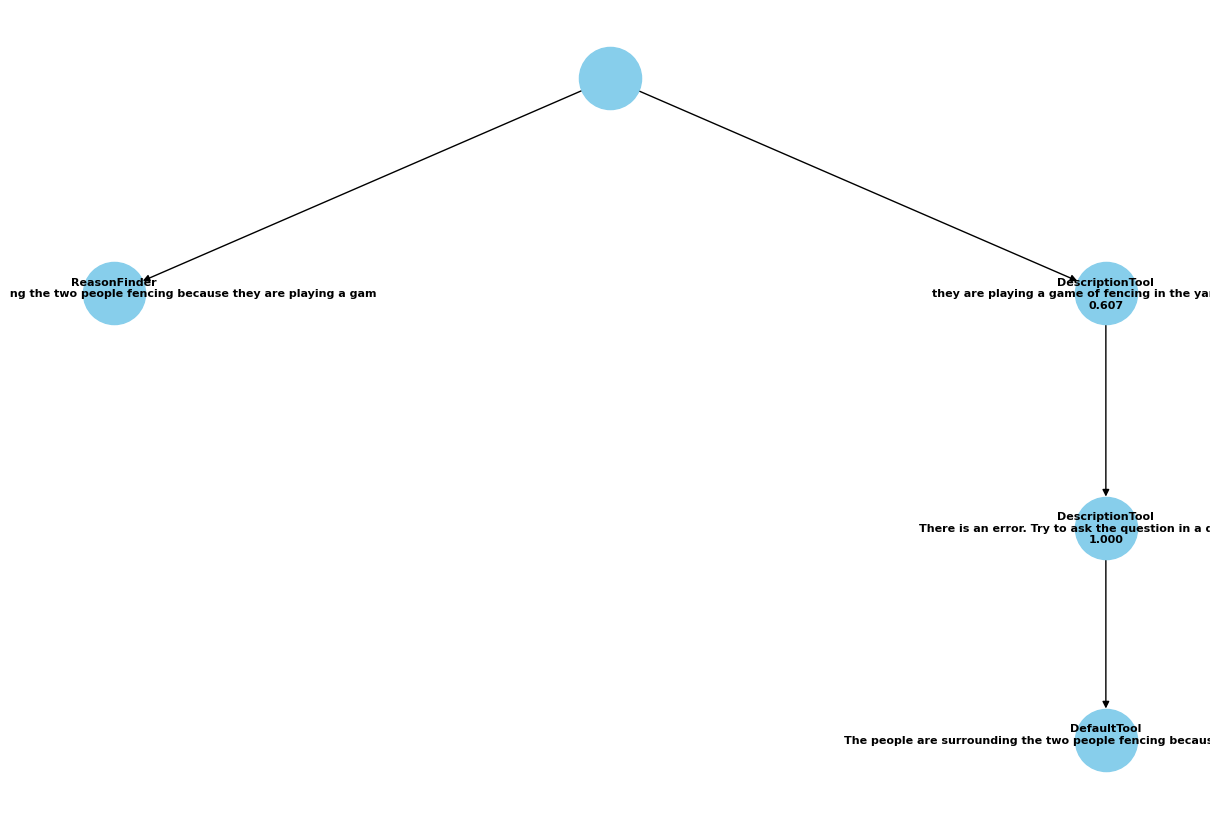 ReasonFinder
ng the two people fencing because they are playing a gam
DescriptionTool
they are playing a game of fencing in the yar
0.607
DescriptionTool
There is an error. Try to ask the question in a d
1.000
DefaultTool
The people are surrounding the two people fencing becaus